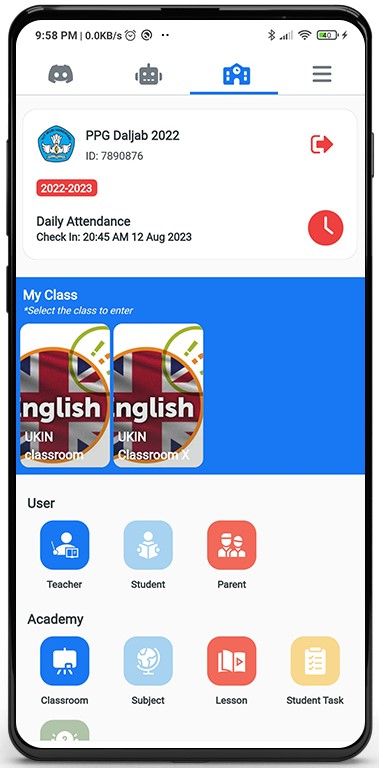 9:58 PM | 0.0KB/s
40
PPG Daljab 2022
ID: 7890876
2022-2023
Daily Attendance
Check In: 20:45 AM 12 Aug 2023
My Class
*Select the class to enter
nglish
nglish
UKIN
classroom
UKIN
Classroom X
User
Teacher
Student
Parent
Academy
Classroom
Subject
Lesson
Student Task